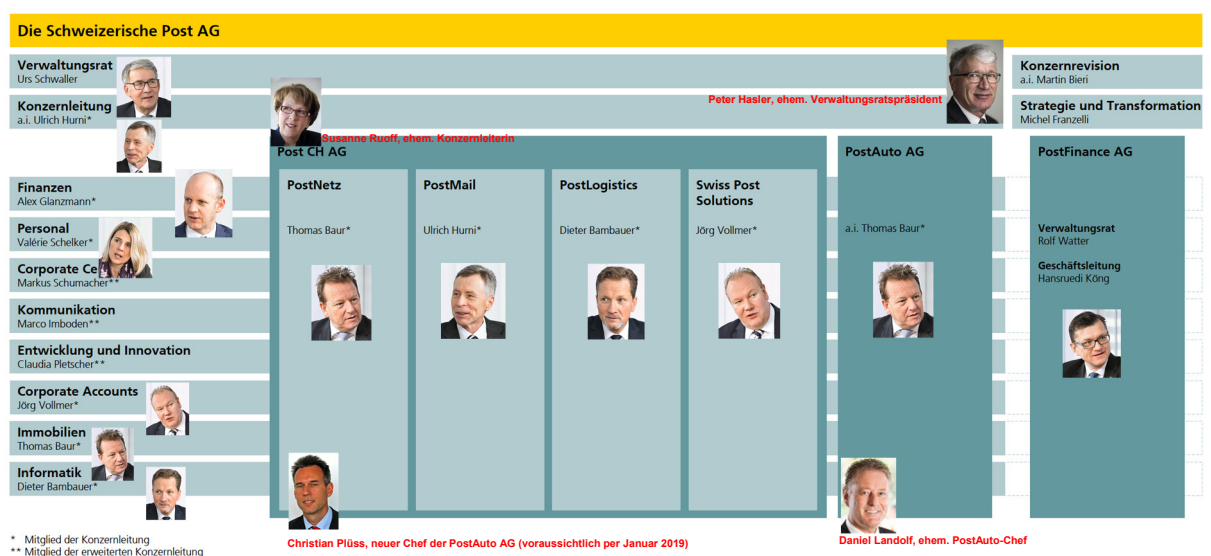 Die Schweizerische Post AG
Verwaltungsrat
Urs Schwaller
Konzernleitung
a.i. Ulrich Hurni*
Peter Hasler, ehem. Verwaltungsratspräsident
Konzernrevision
a.i. Martin Bieri
Strategie und Transformation
Michel Franzelli
Susanne Ruoff, ehem. Konzernleiterin
Post CH AG
PostAuto AG
PostFinance AG
Finanzen
Alex Glanzmann*
Personal
Valérie Schelker*
Corporate Ce
Markus Schumacher**
Kommunikation
Marco Imboden**
Entwicklung und Innovation
Claudia Pletscher**
Corporate Accounts
Jörg Vollmer*
Immobilien
Thomas Baur*
Informatik
Dieter Bambauer*
PostNetz
Thomas Baur*
PostMail
Ulrich Hurni*
PostLogistics
Dieter Bambauer*
Swiss Post
Solutions
Jörg Vollmer*
a.i. Thomas Baur*
Verwaltungsrat
Rolf Watter
Geschäftsleitung
Hansruedi Köng
* Mitglied der Konzernleitung
** Mitglied der erweiterten Konzernleitung
Christian Plüss, neuer Chef der PostAuto AG (voraussichtlich per Januar 2019)
Daniel Landolf, ehem. PostAuto-Chef